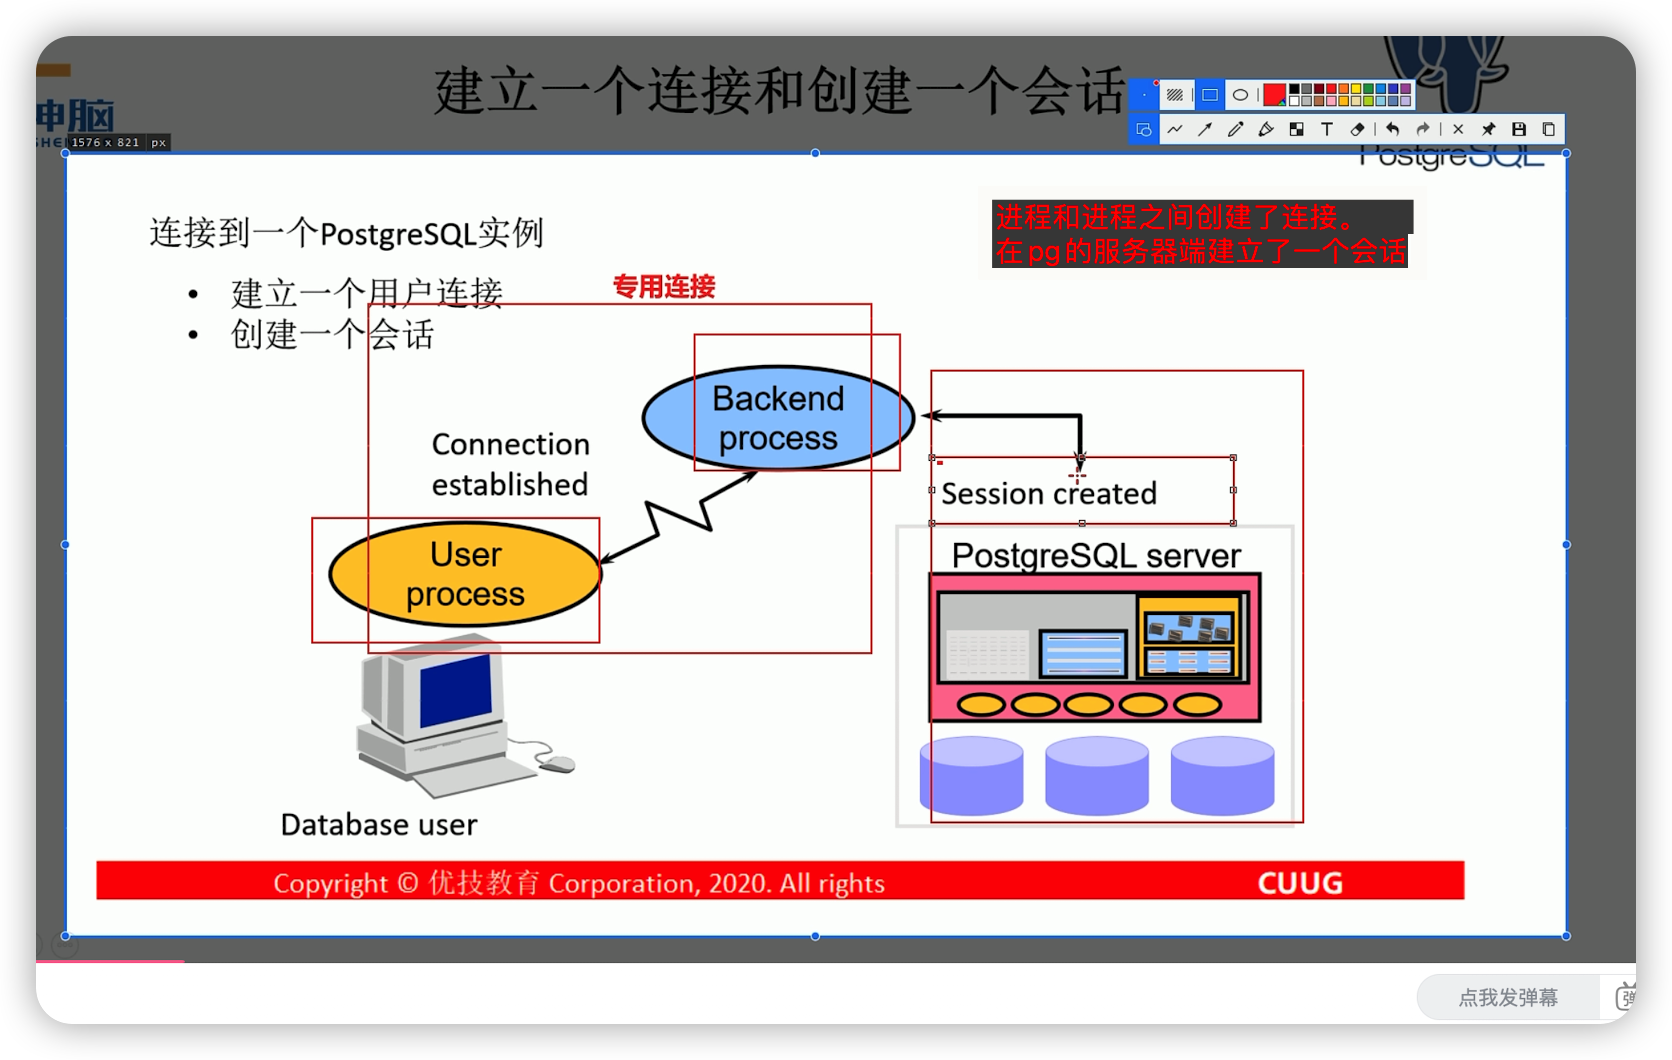 建立一个连接和创建一个会话
申脑
SHE
1576 x 821 px
T
PostgreSQL
进程和进程之间创建了连接。
在pg的服务器端建立了一个会话
连接到一个PostgreSQL实例
• 建立一个用户连接
• 创建一个会话
专用连接
Backend
process
Connection
established
Session created
User
process
PostgreSQL server
Database user
Copyright © 优技教育 Corporation, 2020. All rights
CUUG
点我发弹幕
弹